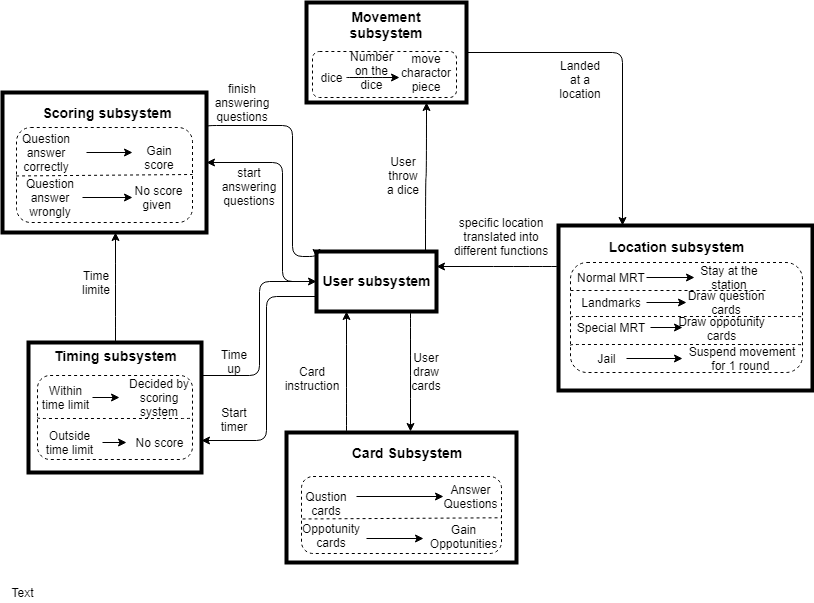 Movement
subsystem
dice
Number
on the
dice
move
charactor
piece
Landed
at a
location
finish
answering
questions
Scoring subsystem
Question
answer
correctly
Gain
score
Question
answer
wrongly
No score
given
start
answering
questions
User
throw
a dice
specific location
translated into
different functions
Location subsystem
Normal MRT
Stay at the
station
Landmarks
Draw question
cards
Special MRT
Draw oppotunity
cards
Jail
Suspend movement
for 1 round
User subsystem
Time
limite
Timing subsystem
Within
time limit
Decided by
scoring
system
Outside
time limit
No score
Time
up
Start
timer
Card
instruction
User
draw
cards
Card Subsystem
Qustion
cards
Answer
Questions
Oppotunity
cards
Gain
Oppotunities
Text